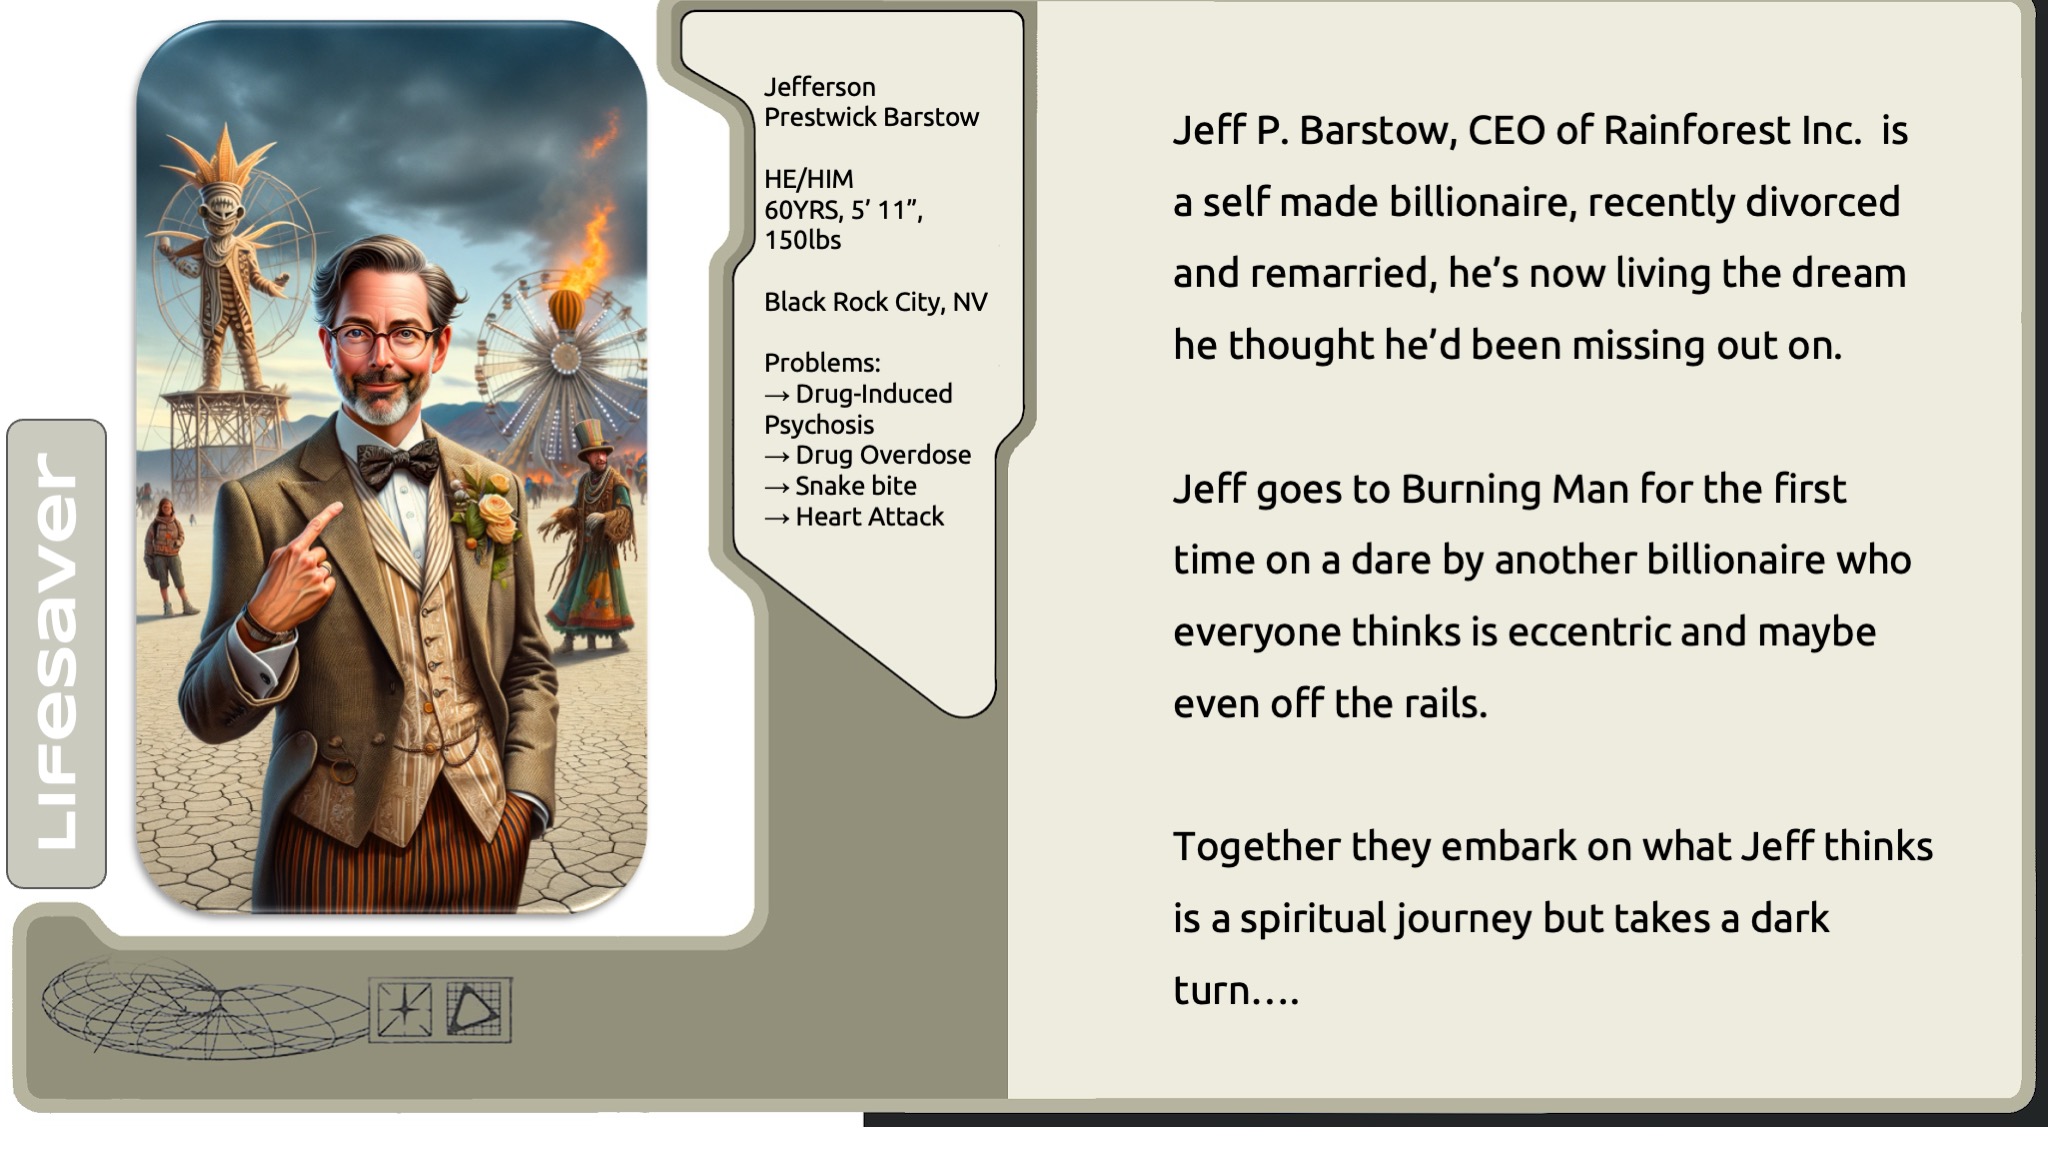 Lifesaver
Jefferson
Prestwick Barstow
HE/HIM
60YRS, 5’ 11”,
150lbs
Black Rock City, NV
Problems:
→ Drug-Induced
Psychosis
→ Drug Overdose
→ Snake bite
→ Heart Attack
Jeff P. Barstow, CEO of Rainforest Inc.  is
a self made billionaire, recently divorced
and remarried, he’s now living the dream
he thought he’d been missing out on.
Jeff goes to Burning Man for the first
time on a dare by another billionaire who
everyone thinks is eccentric and maybe
even off the rails.
Together they embark on what Jeff thinks
is a spiritual journey but takes a dark
turn….